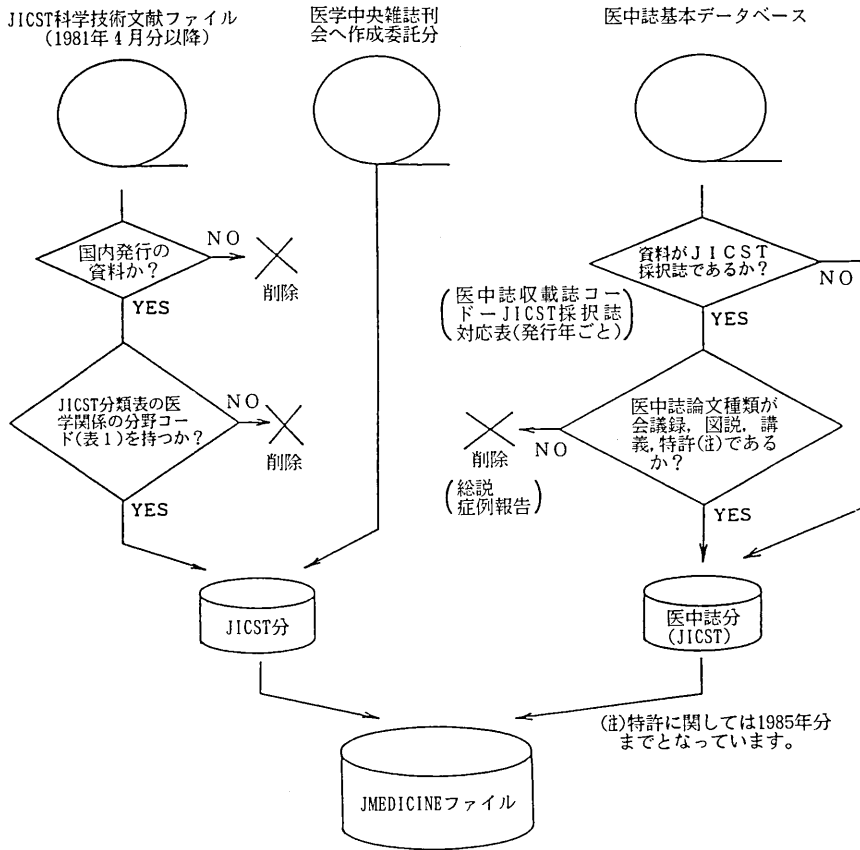 JICST科学技術文献ファイル
(1981年4月分以降)
医学中央雑誌刊
会へ作成委託分
医中誌基本データベース
国内発行の
資料か?
NO
削除
YES
JICST分類表の医
学関係の分野コー
ド(表1)を持つか?
NO
削除
YES
資料がJICST
採択誌であるか?
NO
(医中誌収載誌コー
ドーJICST採択誌
対応表(発行年ごと))
YES
医中誌論文種類が
会議録,図説,講
義,特許(注)である
か?
NO
削除
(総説
症例報告)
YES
JICST分
医中誌分
(JICST)
(注)特許に関しては1985年分
までとなっています。
JMEDICINEファイル